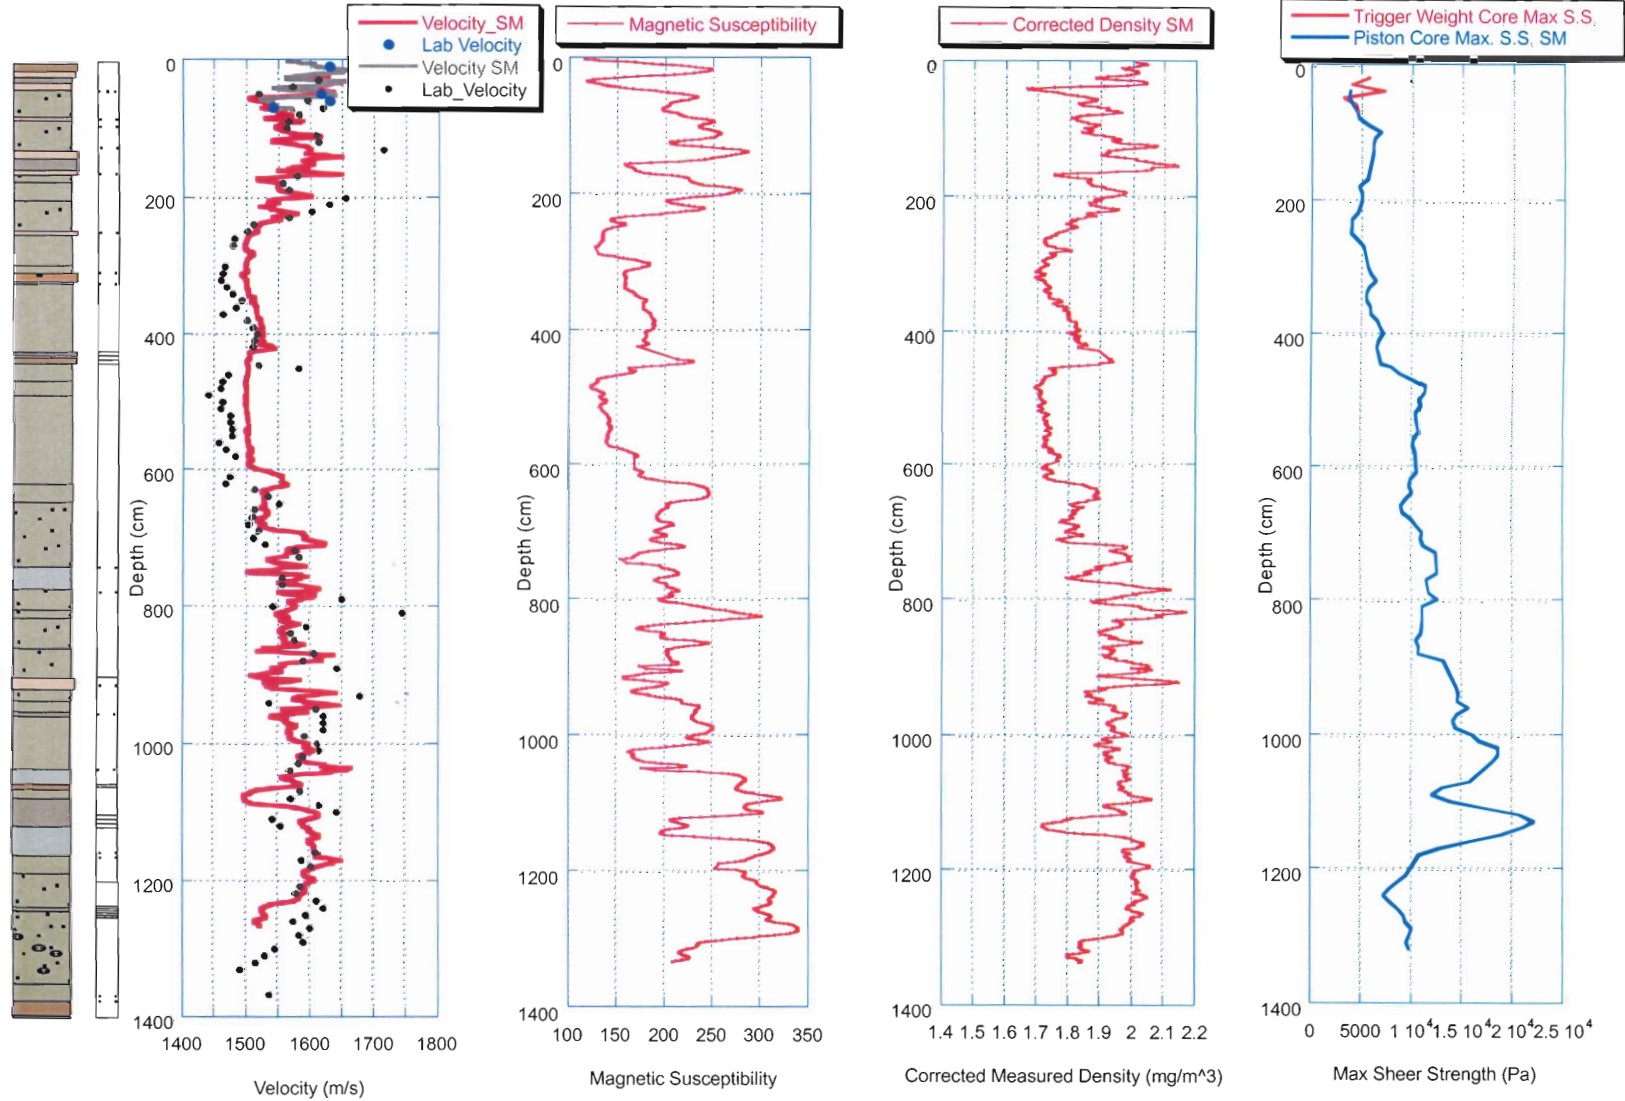 Velocity_SM
Lab Velocity
Velocity SM
Lab_Velocity
Magnetic Susceptibility
Corrected Density SM
Trigger Weight Core Max S.S.
Piston Core Max. S.S, SM
0
200
400
600
800
1000
1200
1400
Depth (cm)
1400 1500 1600 1700 1800
Velocity (m/s)
0
200
400
600
800
1000
1200
1400
Depth (cm)
100 150 200 250 300 350
Magnetic Susceptibility
0
200
400
600
800
1000
1200
1400
Depth (cm)
1.4 1.5 1.6 1.7 1.8 1.9 2 2.1 2.2
Corrected Measured Density (mg/m^3)
0
200
400
600
800
1000
1200
1400
Depth (cm)
0 5000 1 10⁴ 1.5 10⁴ 2 10⁴ 2.5 10⁴
Max Sheer Strength (Pa)